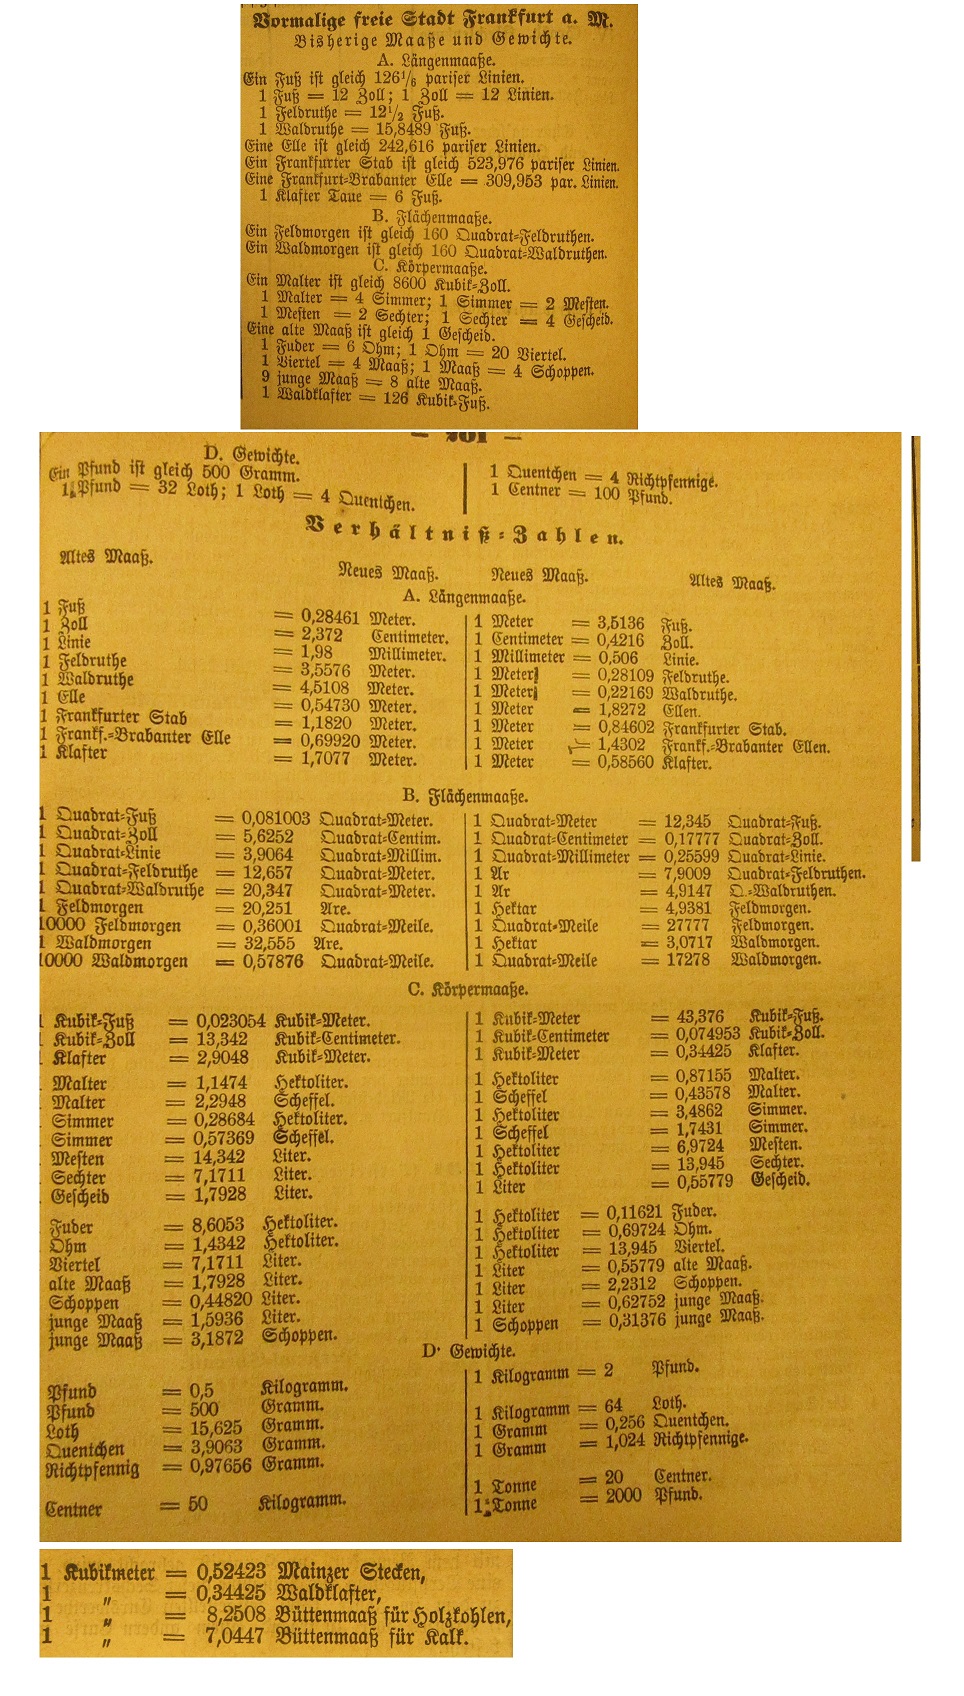 Vormalige freie Stadt Frankfurt a. M.
Bisherige Maaße und Gewichte.
A. Längenmaaße.
Ein Fuß ist gleich 126 1/6 pariser Linien.
1 Fuß = 12 Zoll; 1 Zoll = 12 Linien.
1 Feldruthe = 12 1/2 Fuß.
1 Waldruthe = 15,8489 Fuß.
Eine Elle ist gleich 242,616 pariser Linien.
Ein Frankfurter Stab ist gleich 523,976 pariser Linien.
Eine Frankfurt-Brabanter Elle = 309,953 par. Linien.
1 Klafter Taue = 6 Fuß.
B. Flächenmaaße.
Ein Feldmorgen ist gleich 160 Quadrat-Feldruthen.
Ein Waldmorgen ist gleich 160 Quadrat-Waldruthen.
C. Körpermaaße.
Ein Malter ist gleich 8600 Kubik-Zoll.
1 Malter = 4 Simmer; 1 Simmer = 2 Mesten.
1 Mesten = 2 Sechter; 1 Sechter = 4 Gescheid.
Eine alte Maaß ist gleich 1 Gescheid.
1 Fuder = 6 Ohm; 1 Ohm = 20 Viertel.
1 Viertel = 4 Maaß; 1 Maaß = 4 Schoppen.
9 junge Maaß = 8 alte Maaß.
1 Waldklafter = 126 Kubik-Fuß.
D. Gewichte.
Ein Pfund ist gleich 500 Gramm.
1 Pfund = 32 Loth; 1 Loth = 4 Quentchen.
1 Quentchen = 4 Richtpfennige.
1 Centner = 100 Pfund.
Verhältniß-Zahlen.
Altes Maaß. Neues Maaß. Neues Maaß. Altes Maaß.
A. Längenmaaße.
1 Fuß = 0,28461 Meter.
1 Zoll = 2,372 Centimeter.
1 Linie = 1,98 Millimeter.
1 Feldruthe = 3,5576 Meter.
1 Waldruthe = 4,5108 Meter.
1 Elle = 0,54730 Meter.
1 Frankfurter Stab = 1,1820 Meter.
1 Frankf.-Brabanter Elle = 0,69920 Meter.
1 Klafter = 1,7077 Meter.
1 Meter = 3,5136 Fuß.
1 Centimeter = 0,4216 Zoll.
1 Millimeter = 0,506 Linie.
1 Meter = 0,28109 Feldruthe.
1 Meter = 0,22169 Waldruthe.
1 Meter = 1,8272 Ellen.
1 Meter = 0,84602 Frankfurter Stab.
1 Meter = 1,4302 Frankf.-Brabanter Ellen.
1 Meter = 0,58560 Klafter.
B. Flächenmaaße.
1 Quadrat-Fuß = 0,081003 Quadrat-Meter.
1 Quadrat-Zoll = 5,6252 Quadrat-Centim.
1 Quadrat-Linie = 3,9064 Quadrat-Millim.
1 Quadrat-Feldruthe = 12,657 Quadrat-Meter.
1 Quadrat-Waldruthe = 20,347 Quadrat-Meter.
1 Feldmorgen = 20,251 Are.
10000 Feldmorgen = 0,36001 Quadrat-Meile.
1 Waldmorgen = 32,555 Are.
10000 Waldmorgen = 0,57876 Quadrat-Meile.
1 Quadrat-Meter = 12,345 Quadrat-Fuß.
1 Quadrat-Centimeter = 0,17777 Quadrat-Zoll.
1 Quadrat-Millimeter = 0,25599 Quadrat-Linie.
1 Ar = 7,9009 Quadrat-Feldruthen.
1 Ar = 4,9147 Q.-Waldruthen.
1 Hektar = 4,9381 Feldmorgen.
1 Quadrat-Meile = 27777 Feldmorgen.
1 Hektar = 3,0717 Waldmorgen.
1 Quadrat-Meile = 17278 Waldmorgen.
C. Körpermaaße.
Kubik-Fuß = 0,023054 Kubik-Meter.
Kubik-Zoll = 13,342 Kubik-Centimeter.
Klafter = 2,9048 Kubik-Meter.
Malter = 1,1474 Hektoliter.
Malter = 2,2948 Scheffel.
Simmer = 0,28684 Hektoliter.
Simmer = 0,57369 Scheffel.
Mesten = 14,342 Liter.
Sechter = 7,1711 Liter.
Gescheid = 1,7928 Liter.
Fuder = 8,6053 Hektoliter.
Ohm = 1,4342 Hektoliter.
Viertel = 7,1711 Liter.
alte Maaß = 1,7928 Liter.
Schoppen = 0,44820 Liter.
junge Maaß = 1,5936 Liter.
junge Maaß = 3,1872 Schoppen.
1 Kubik-Meter = 43,376 Kubik-Fuß.
1 Kubik-Centimeter = 0,074953 Kubik-Zoll.
1 Kubik-Meter = 0,34425 Klafter.
1 Hektoliter = 0,87155 Malter.
1 Scheffel = 0,43578 Malter.
1 Hektoliter = 3,4862 Simmer.
1 Scheffel = 1,7431 Simmer.
1 Hektoliter = 6,9724 Mesten.
1 Hektoliter = 13,945 Sechter.
1 Liter = 0,55779 Gescheid.
1 Hektoliter = 0,11621 Fuder.
1 Hektoliter = 0,69724 Ohm.
1 Hektoliter = 13,945 Viertel.
1 Liter = 0,55779 alte Maaß.
1 Liter = 2,2312 Schoppen.
1 Liter = 0,62752 junge Maaß.
1 Schoppen = 0,31376 junge Maaß.
D. Gewichte.
Pfund = 0,5 Kilogramm.
Pfund = 500 Gramm.
Loth = 15,625 Gramm.
Quentchen = 3,9063 Gramm.
Richtpfennig = 0,97656 Gramm.
Centner = 50 Kilogramm.
1 Kilogramm = 2 Pfund.
1 Kilogramm = 64 Loth.
1 Gramm = 0,256 Quentchen.
1 Gramm = 1,024 Richtpfennige.
1 Tonne = 20 Centner.
1 Tonne = 2000 Pfund.
1 Kubikmeter = 0,52423 Mainzer Stecken,
1 " = 0,34425 Waldklafter,
1 " = 8,2508 Büttenmaaß für Holzkohlen,
1 " = 7,0447 Büttenmaaß für Kalk.